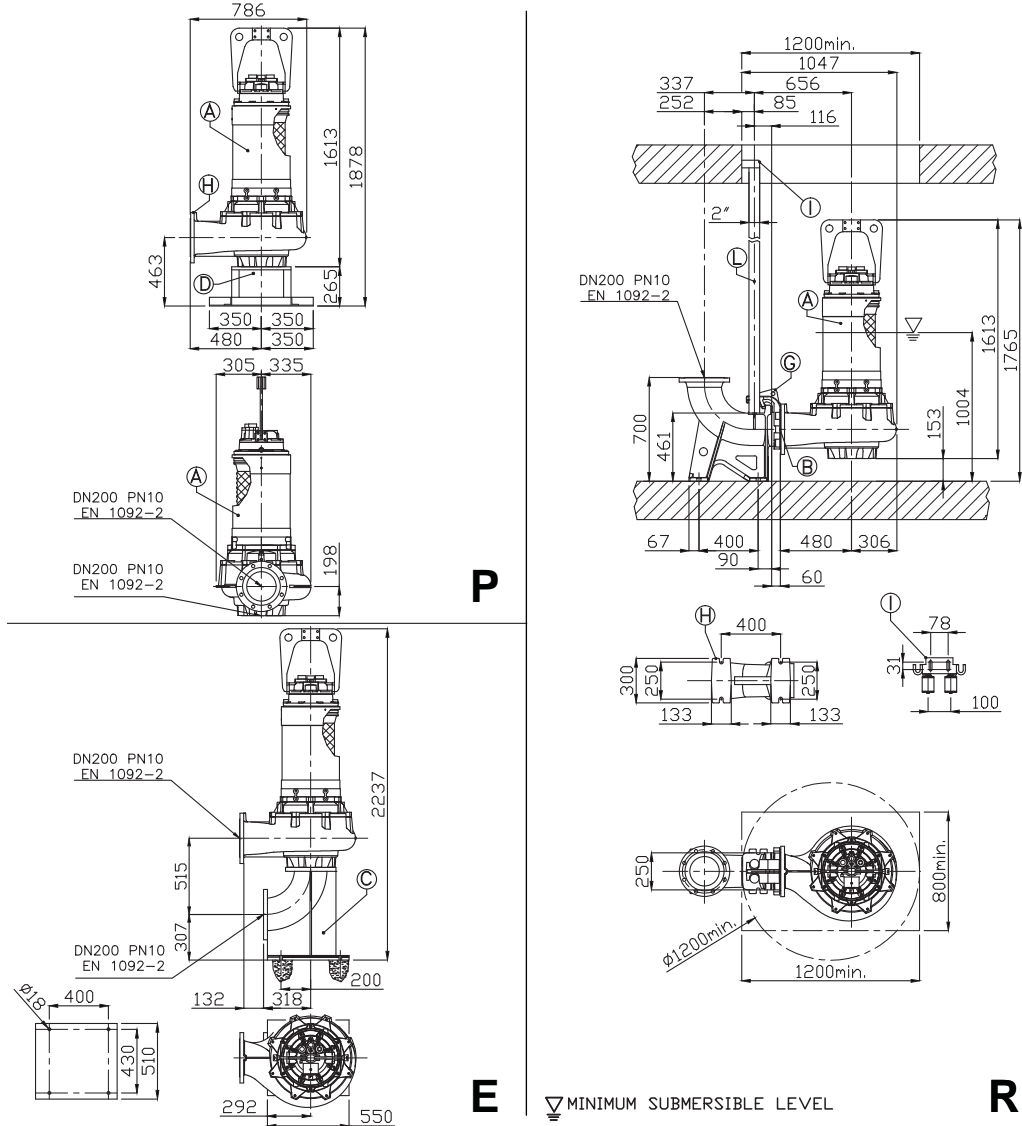 786
A
1613
1878
H
463
D
265
350
350
480
350
305
335
A
DN200 PN10
EN 1092-2
DN200 PN10
EN 1092-2
198
P
DN200 PN10
EN 1092-2
2237
515
C
307
DN200 PN10
EN 1092-2
200
132
318
Ø18
400
430
510
292
550
E
1200min.
1047
337
656
252
85
116
I
2"
L
DN200 PN10
EN 1092-2
A
G
1613
1765
1004
700
461
153
B
67
400
480
306
90
60
H
400
I
78
300
250
250
31
133
133
100
250
800min.
Ø1200min.
1200min.
MINIMUM SUBMERSIBLE LEVEL
R